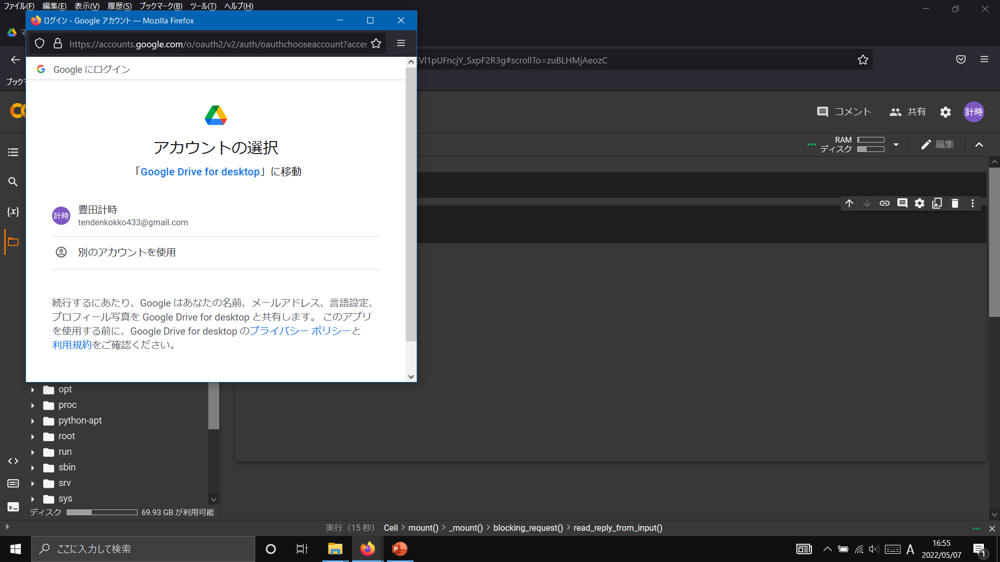 ファイル(F) 編集(E) 表示(V) 履歴(S) ブックマーク(B) ツール(T) ヘルプ(H)
ログイン - Google アカウント — Mozilla Firefox
https://accounts.google.com/o/oauth2/v2/auth/oauthchooseaccount?acces
Vl1pUFncjY_SxpF2R3g#scrollTo=zuBLHMjAeozC
Google にログイン
ブック
コメント 共有 計時
アカウントの選択
「Google Drive for desktop」に移動
RAM
ディスク
編集
計時 豊田計時
tendenkokko433@gmail.com
別のアカウントを使用
続行するにあたり、Google はあなたの名前、メールアドレス、言語設定、
プロフィール写真を Google Drive for desktop と共有します。 このアプリ
を使用する前に、Google Drive for desktop のプライバシー ポリシーと
利用規約をご確認ください。
{x}
opt
proc
python-apt
root
run
sbin
srv
sys
ディスク 69.93 GB が利用可能
実行（15 秒） Cell > mount() > _mount() > blocking_request() > read_reply_from_input()
ここに入力して検索
P
A
16:55
2022/05/07
1